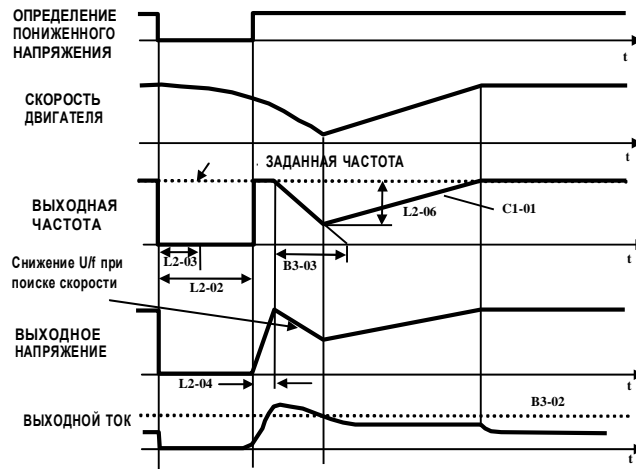 ОПРЕДЕЛЕНИЕ
ПОНИЖЕННОГО
НАПРЯЖЕНИЯ
t
СКОРОСТЬ
ДВИГАТЕЛЯ
t
ЗАДАННАЯ ЧАСТОТА
ВЫХОДНАЯ
ЧАСТОТА
L2-06
C1-01
t
L2-03
B3-03
L2-02
Снижение U/f при
поиске скорости
ВЫХОДНОЕ
НАПРЯЖЕНИЕ
t
L2-04
B3-02
ВЫХОДНОЙ ТОК
t